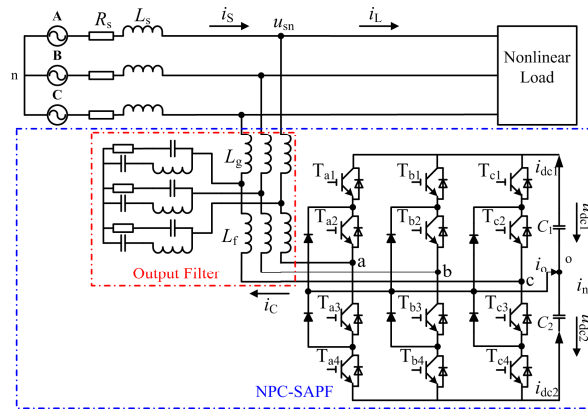 A
R_s
L_s
i_S
u_sn
i_L
n
B
C
Nonlinear
Load
L_g
L_f
Output Filter
i_C
T_a1
T_b1
T_c1
i_dc1
u_dc1
T_a2
T_b2
T_c2
C_1
a
b
c
i_o
o
i_n
T_a3
T_b3
T_c3
C_2
u_dc2
T_a4
T_b4
T_c4
i_dc2
NPC-SAPF